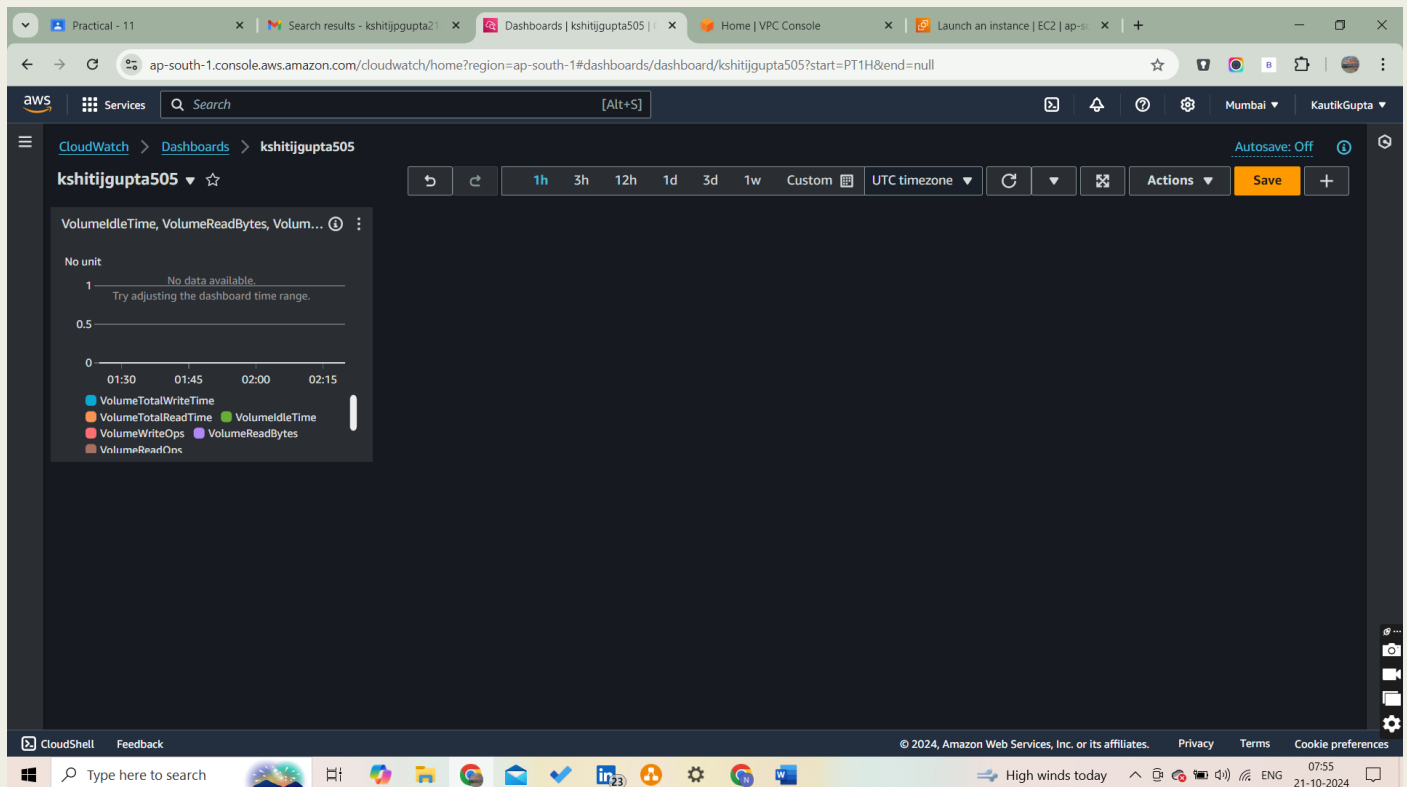 Practical - 11
Search results - kshitijpgupta21
Dashboards | kshitijgupta505 |
Home | VPC Console
Launch an instance | EC2 | ap-s
ap-south-1.console.aws.amazon.com/cloudwatch/home?region=ap-south-1#dashboards/dashboard/kshitijgupta505?start=PT1H&end=null
aws Services Search [Alt+S] Mumbai KautikGupta
CloudWatch > Dashboards > kshitijgupta505 Autosave: Off
kshitijgupta505 1h 3h 12h 1d 3d 1w Custom UTC timezone Actions Save
VolumeIdleTime, VolumeReadBytes, Volum...
No unit
No data available.
1
Try adjusting the dashboard time range.
0.5
0
01:30 01:45 02:00 02:15
VolumeTotalWriteTime
VolumeTotalReadTime VolumeIdleTime
VolumeWriteOps VolumeReadBytes
VolumeReadOps
CloudShell Feedback © 2024, Amazon Web Services, Inc. or its affiliates. Privacy Terms Cookie preferences
Type here to search 23 High winds today ENG 07:55
21-10-2024